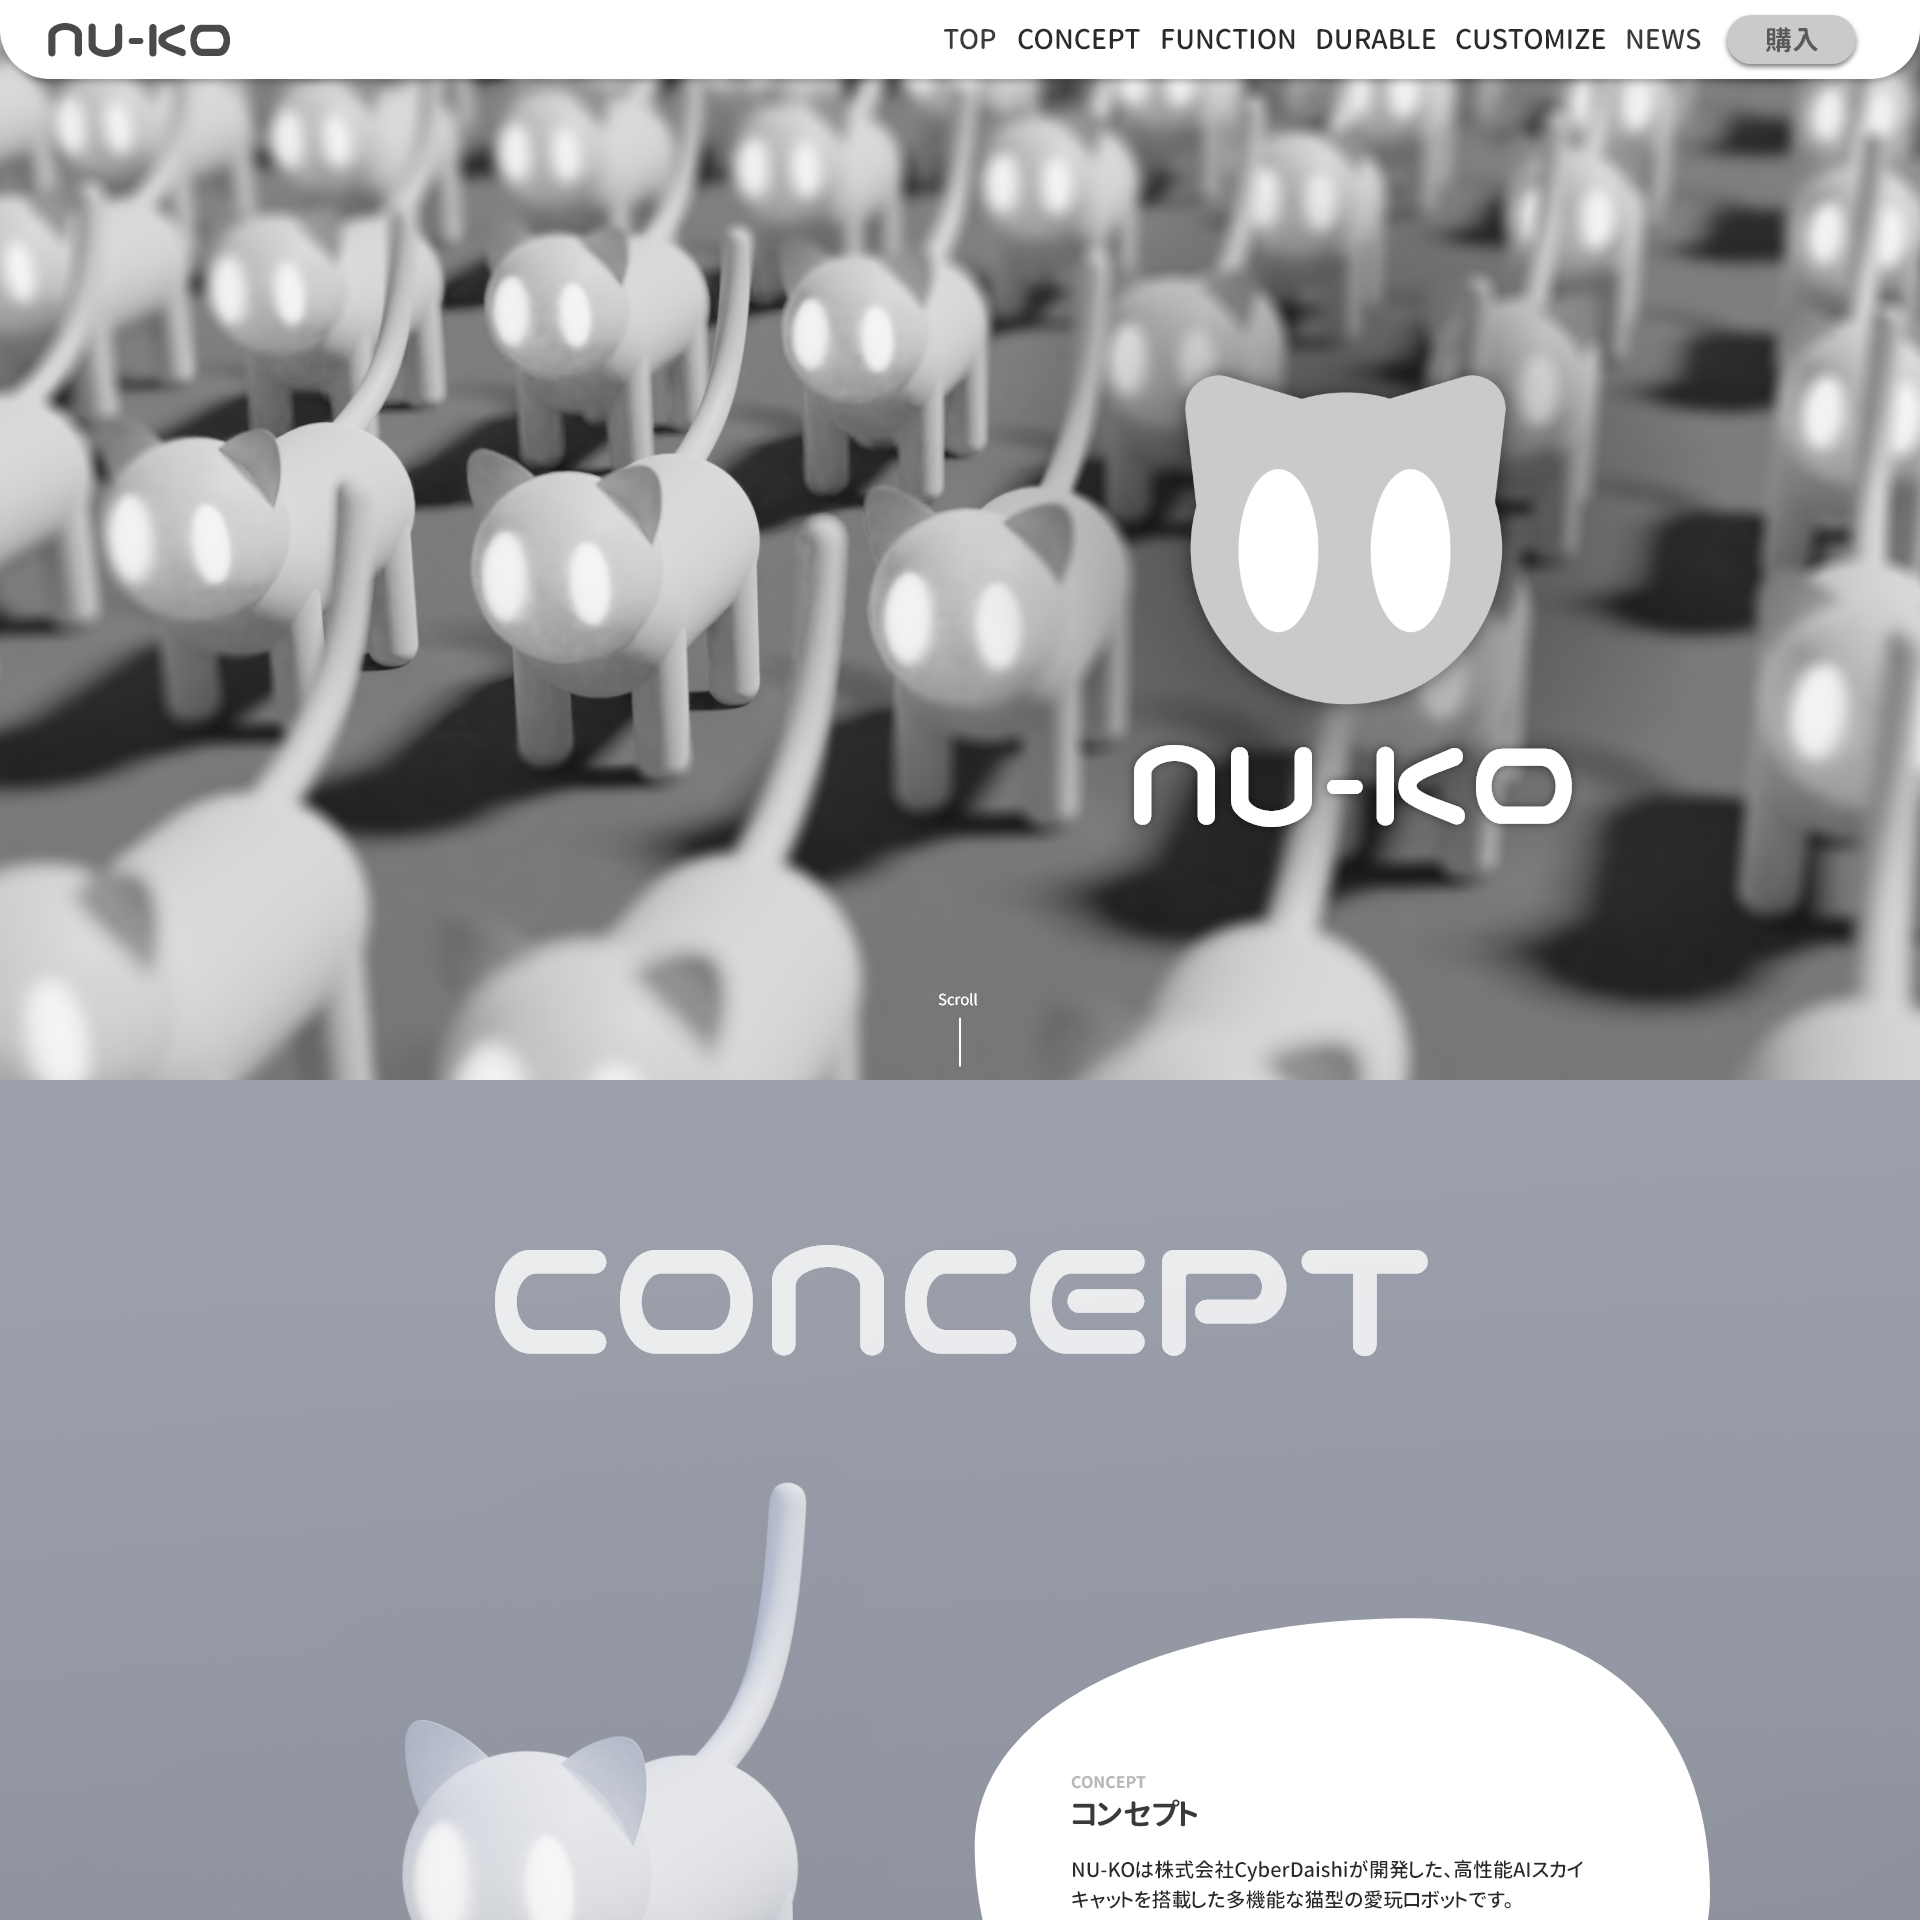 NU-KO
TOP CONCEPT FUNCTION DURABLE CUSTOMIZE NEWS 購入
NU-KO
Scroll
CONCEPT
CONCEPT
コンセプト
NU-KOは株式会社CyberDaishiが開発した、高性能AIスカイ
キャットを搭載した多機能な猫型の愛玩ロボットです。